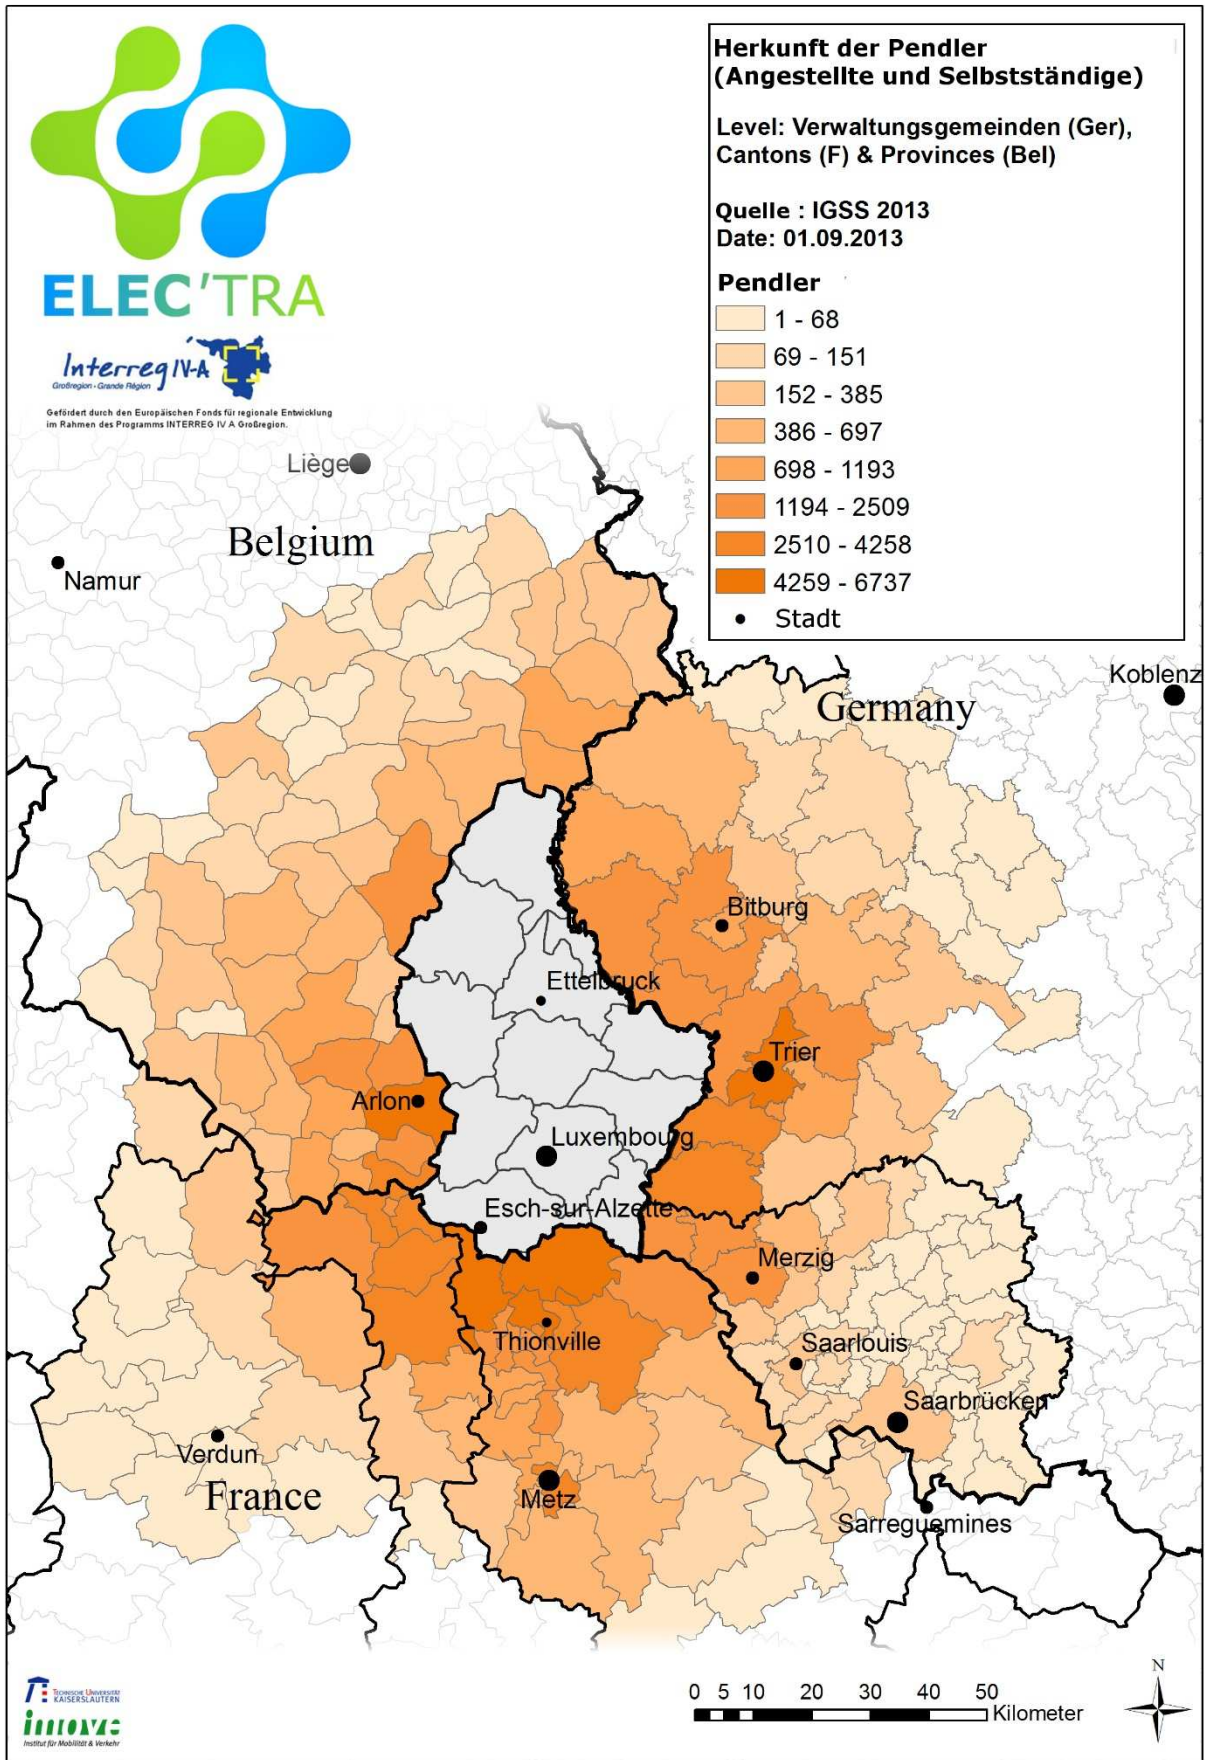 ELEC'TRA
Interreg IV-A
Großregion - Grande Région
Gefördert durch den Europäischen Fonds für regionale Entwicklung
im Rahmen des Programms INTERREG IV A Großregion.
Herkunft der Pendler
(Angestellte und Selbstständige)
Level: Verwaltungsgemeinden (Ger),
Cantons (F) & Provinces (Bel)
Quelle : IGSS 2013
Date: 01.09.2013
Pendler
1 - 68
69 - 151
152 - 385
386 - 697
698 - 1193
1194 - 2509
2510 - 4258
4259 - 6737
Stadt
Liège
Belgium
Namur
Koblenz
Germany
Bitburg
Ettelbruck
Trier
Arlon
Luxembourg
Esch-sur-Alzette
Merzig
Thionville
Saarlouis
Saarbrücken
Verdun
France
Metz
Sarreguemines
TECHNISCHE UNIVERSITÄT
KAISERSLAUTERN
imove
Institut für Mobilität & Verkehr
0 5 10 20 30 40 50
Kilometer
N